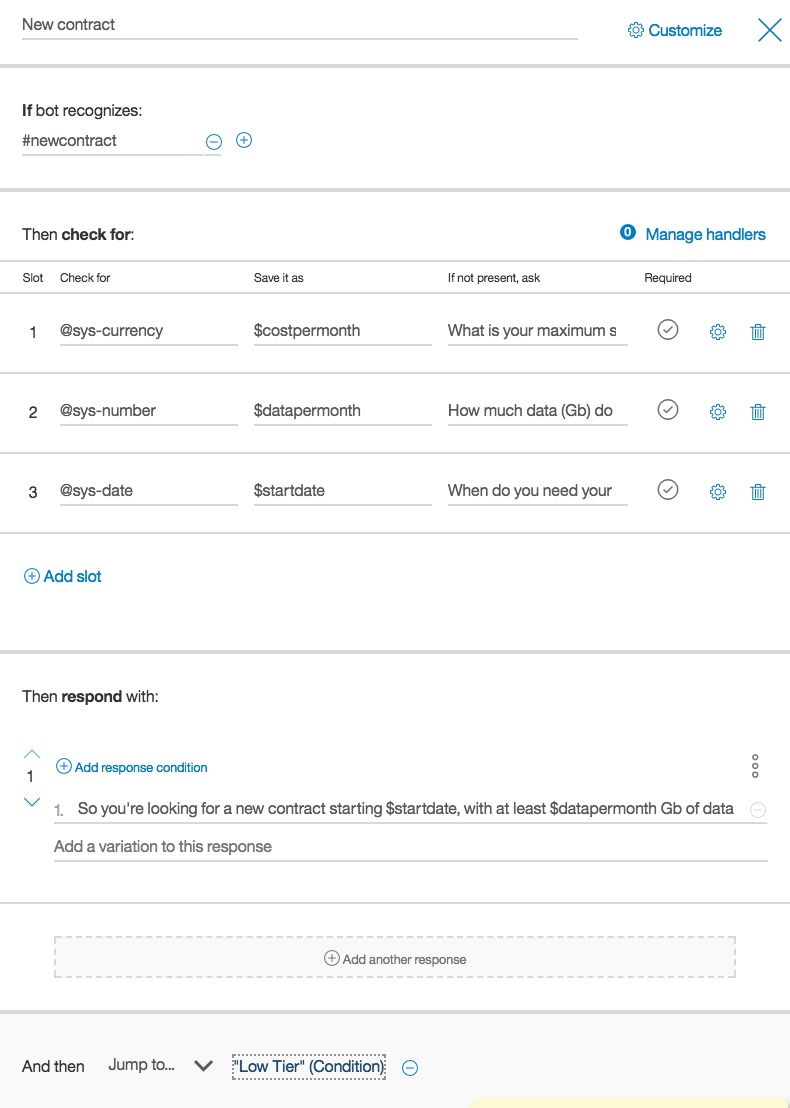 New contract
Customize
If bot recognizes:
#newcontract
Then check for:
0 Manage handlers
Slot Check for Save it as If not present, ask Required
1 @sys-currency $costpermonth What is your maximum s
2 @sys-number $datapermonth How much data (Gb) do
3 @sys-date $startdate When do you need your
Add slot
Then respond with:
Add response condition
1
1. So you're looking for a new contract starting $startdate, with at least $datapermonth Gb of data
Add a variation to this response
Add another response
And then Jump to... "Low Tier" (Condition)